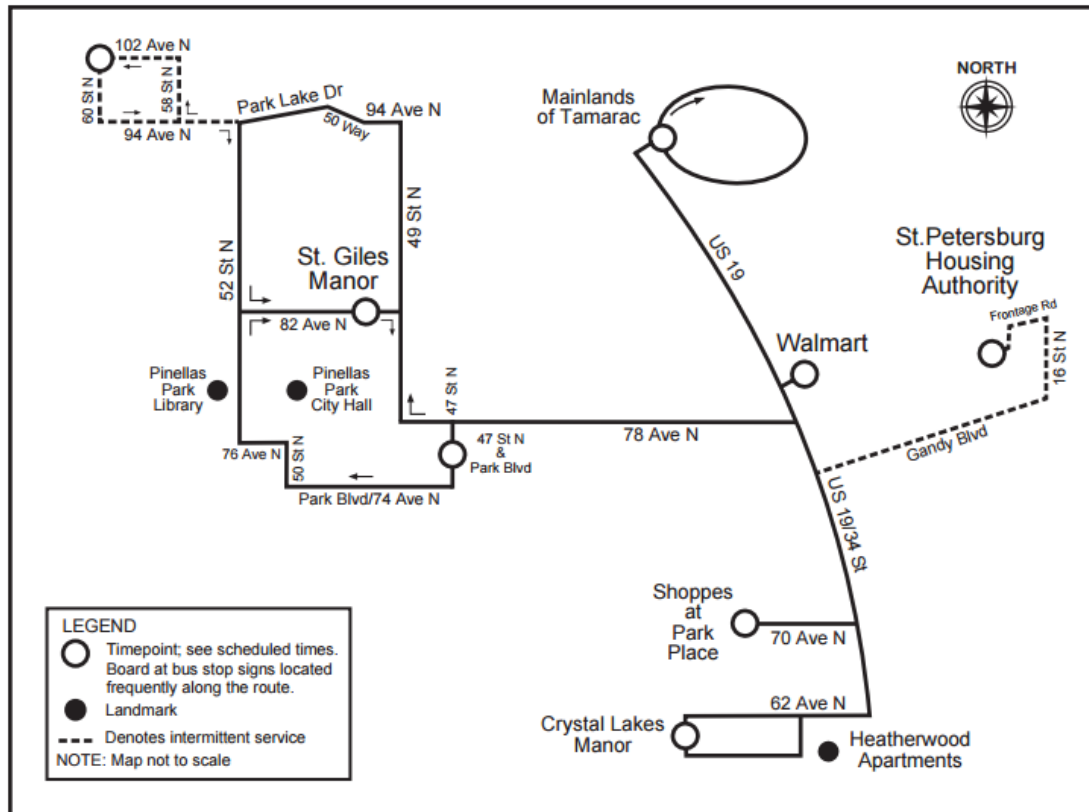 102 Ave N
60 St N
58 St N
94 Ave N
Park Lake Dr
50 Way
94 Ave N
52 St N
49 St N
St. Giles
Manor
82 Ave N
Pinellas
Park
Library
Pinellas
Park
City Hall
47 St N
76 Ave N
50 St N
47 St N
&
Park Blvd
Park Blvd/74 Ave N
78 Ave N
Mainlands
of Tamarac
NORTH
US 19
St.Petersburg
Housing
Authority
Frontage Rd
16 St N
Walmart
Gandy Blvd
US 19/34 St
Shoppes
at
Park
Place
70 Ave N
62 Ave N
Crystal Lakes
Manor
Heatherwood
Apartments
LEGEND
Timepoint; see scheduled times.
Board at bus stop signs located
frequently along the route.
Landmark
Denotes intermittent service
NOTE: Map not to scale